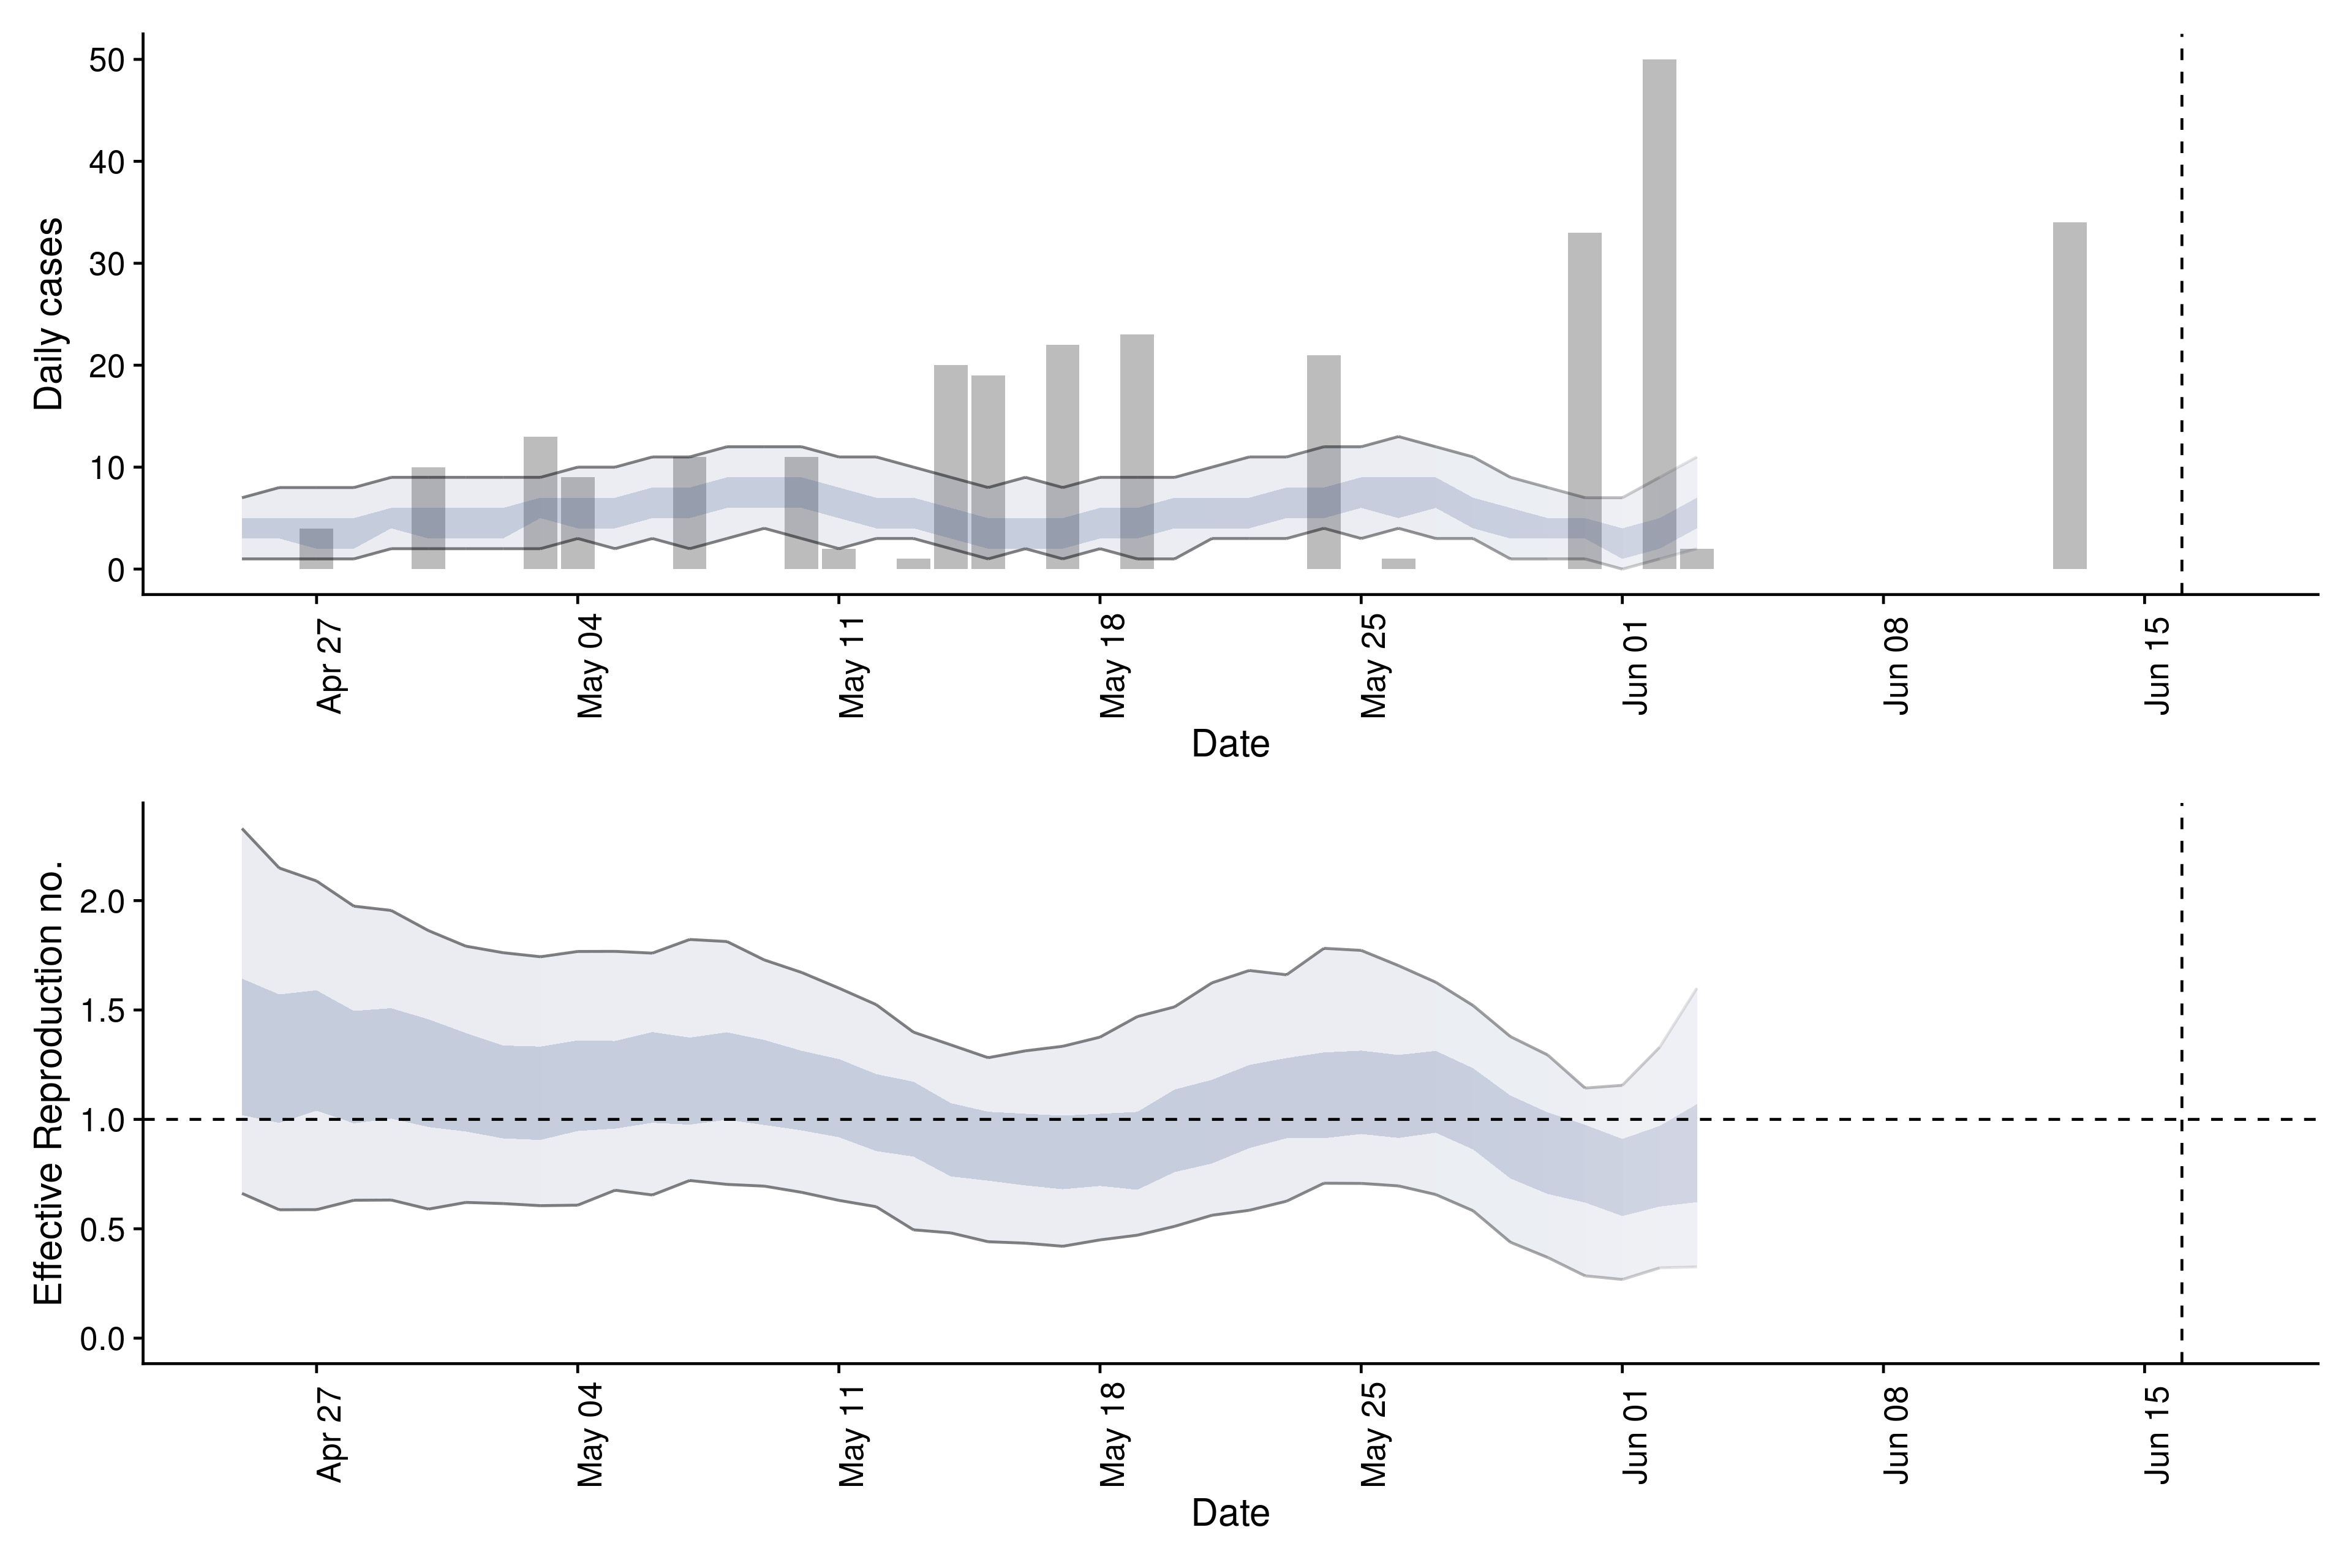 Daily cases
50
40
30
20
10
0
Apr 27
May 04
May 11
May 18
May 25
Jun 01
Jun 08
Jun 15
Date
Effective Reproduction no.
2.0
1.5
1.0
0.5
0.0
Apr 27
May 04
May 11
May 18
May 25
Jun 01
Jun 08
Jun 15
Date